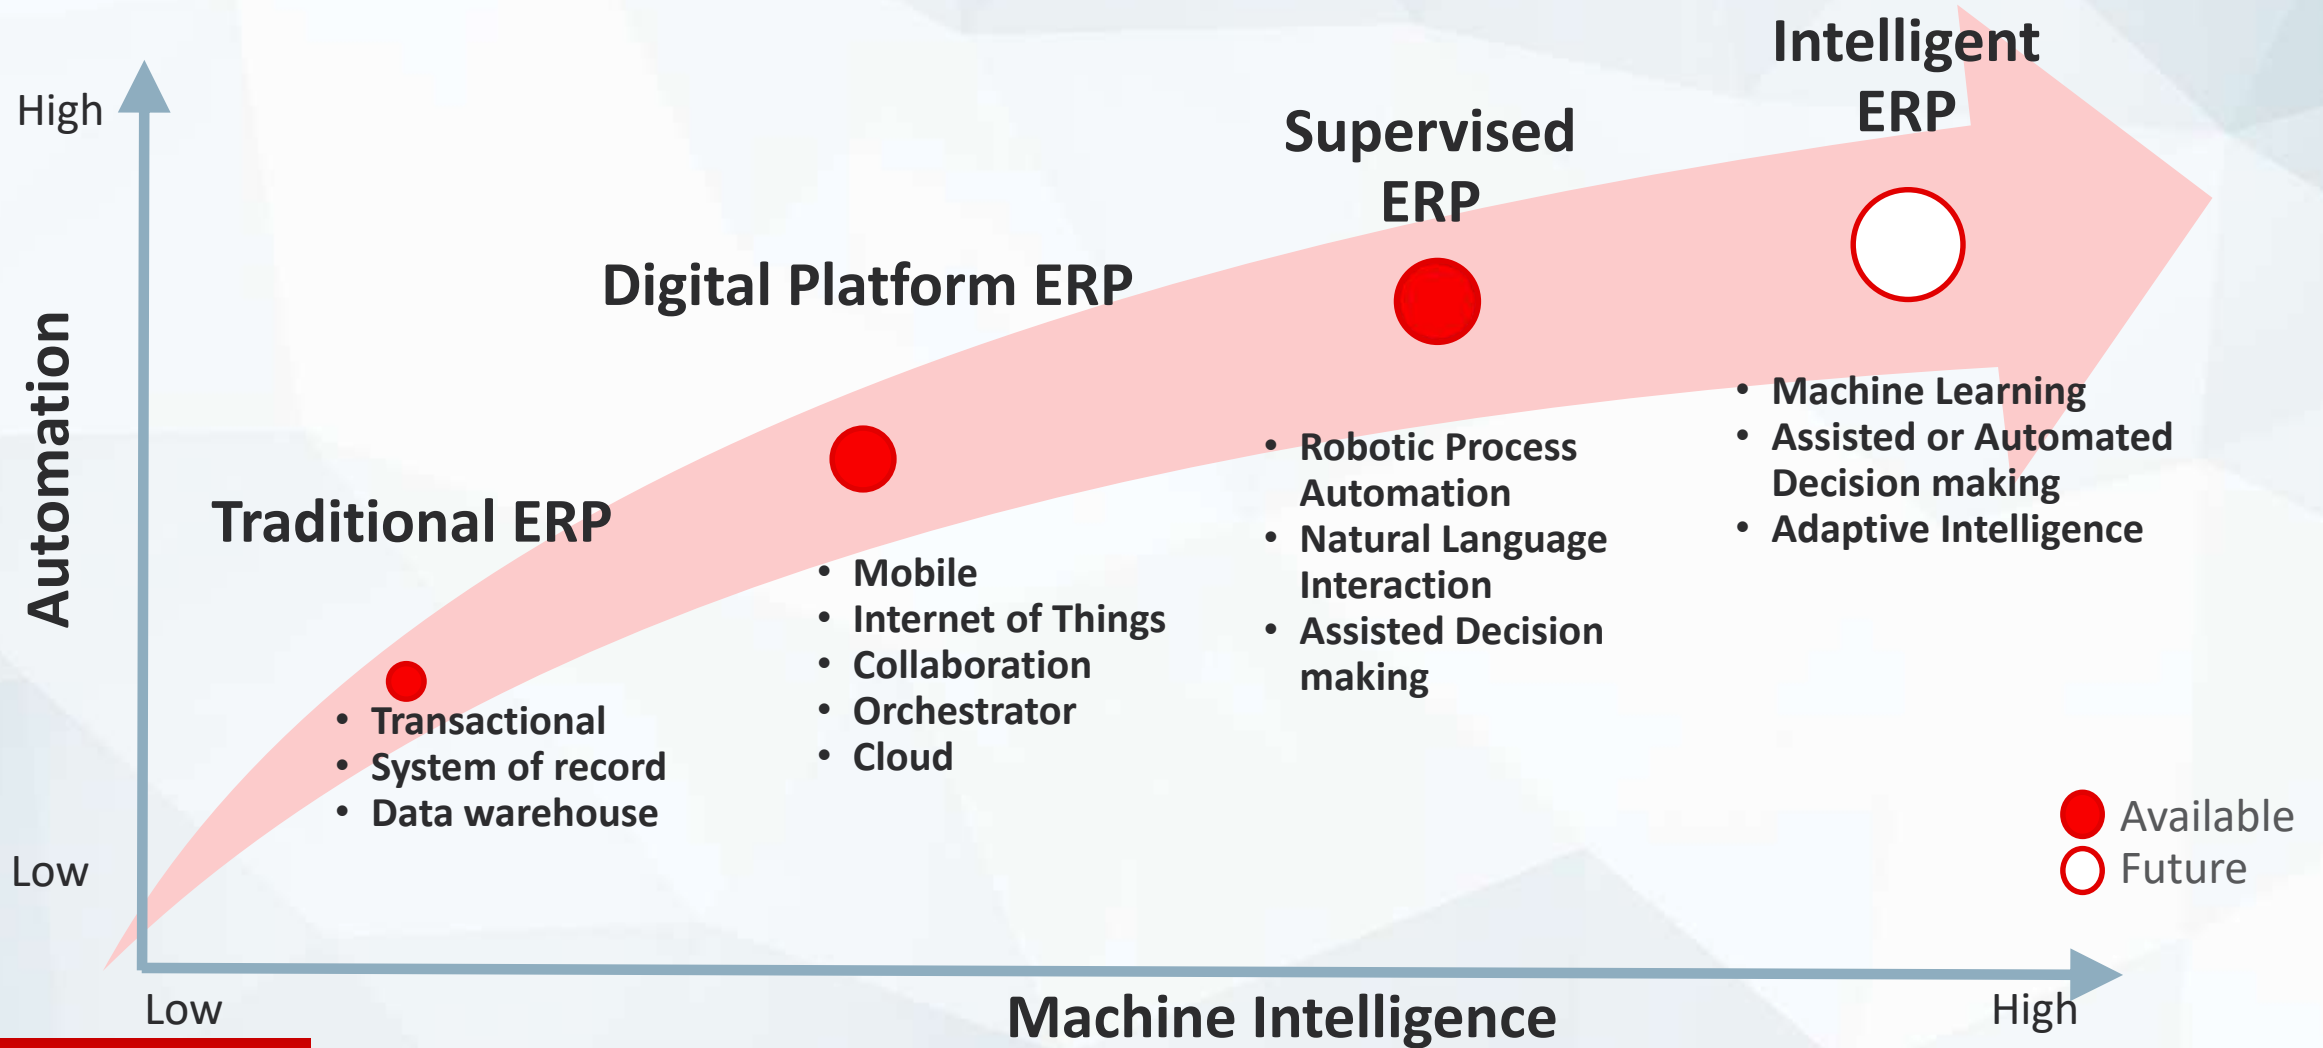 High
Automation
Low
Low
Machine Intelligence
High
Traditional ERP
• Transactional
• System of record
• Data warehouse
Digital Platform ERP
• Mobile
• Internet of Things
• Collaboration
• Orchestrator
• Cloud
Supervised
ERP
• Robotic Process
Automation
• Natural Language
Interaction
• Assisted Decision
making
Intelligent
ERP
• Machine Learning
• Assisted or Automated
Decision making
• Adaptive Intelligence
Available
Future